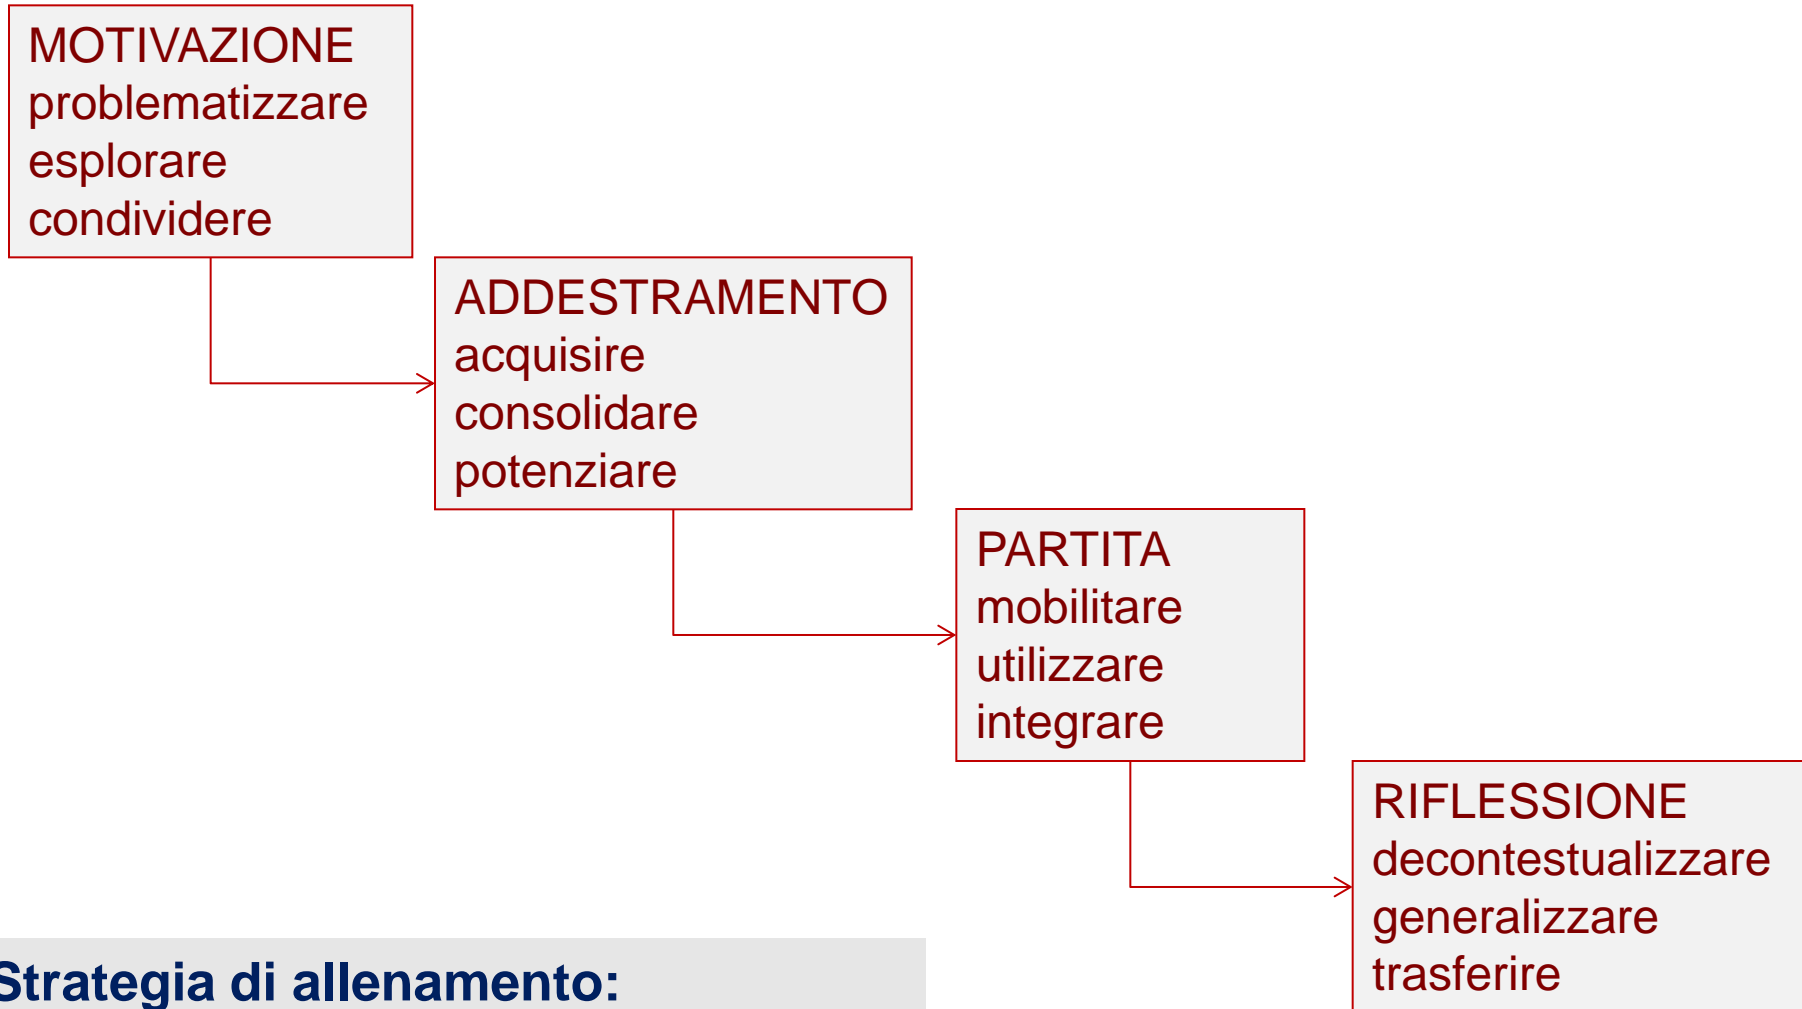 MOTIVAZIONE
problematizzare
esplorare
condividere
ADDESTRAMENTO
acquisire
consolidare
potenziare
PARTITA
mobilitare
utilizzare
integrare
RIFLESSIONE
decontestualizzare
generalizzare
trasferire
Strategia di allenamento: